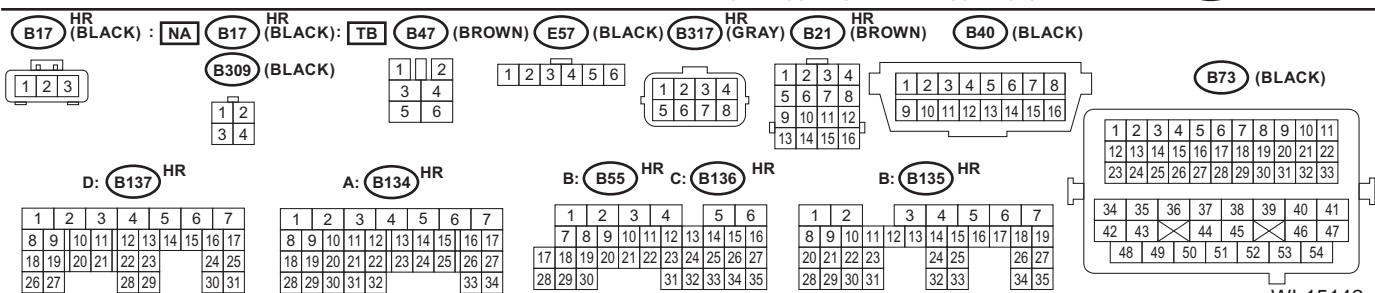 B17 HR (BLACK) : NA B17 HR (BLACK): TB B47 (BROWN) E57 (BLACK) B317 HR (GRAY) B21 HR (BROWN) B40 (BLACK)
B309 (BLACK)
B73 (BLACK)
1 2 3
1 2
3 4
1 2
3 4
5 6
1 2 3 4 5 6
1 2 3 4
5 6 7 8
1 2 3 4
5 6 7 8
9 10 11 12
13 14 15 16
1 2 3 4 5 6 7 8
9 10 11 12 13 14 15 16
1 2 3 4 5 6 7 8 9 10 11
12 13 14 15 16 17 18 19 20 21 22
23 24 25 26 27 28 29 30 31 32 33
34 35 36 37 38 39 40 41
42 43 44 45 46 47
48 49 50 51 52 53 54
D: B137 HR
1 2 3 4 5 6 7
8 9 10 11 12 13 14 15 16 17
18 19 20 21 22 23 24 25
26 27 28 29 30 31
A: B134 HR
1 2 3 4 5 6 7
8 9 10 11 12 13 14 15 16 17
18 19 20 21 22 23 24 25 26 27
28 29 30 31 32 33 34
B: B55 HR C: B136 HR
1 2 3 4 5 6
7 8 9 10 11 12 13 14 15 16
17 18 19 20 21 22 23 24 25 26 27
28 29 30 31 32 33 34 35
B: B135 HR
1 2 3 4 5 6 7
8 9 10 11 12 13 14 15 16 17 18 19
20 21 22 23 24 25 26 27
28 29 30 31 32 33 34 35